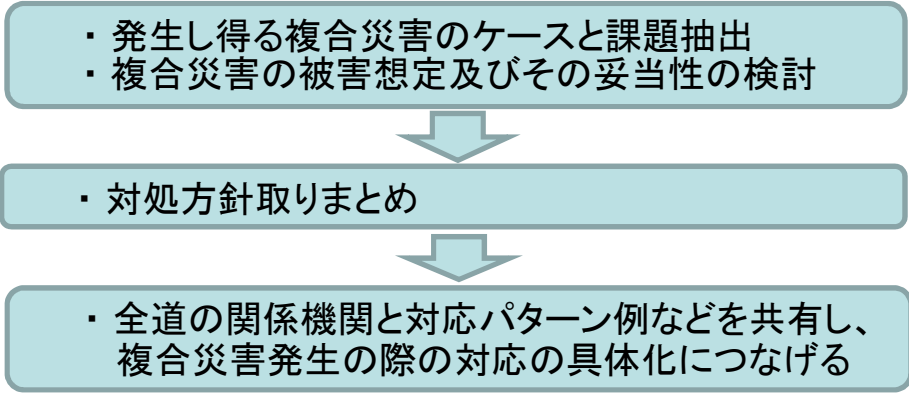 ・発生し得る複合災害のケースと課題抽出
・複合災害の被害想定及びその妥当性の検討
・対処方針取りまとめ
・全道の関係機関と対応パターン例などを共有し、
複合災害発生の際の対応の具体化につなげる